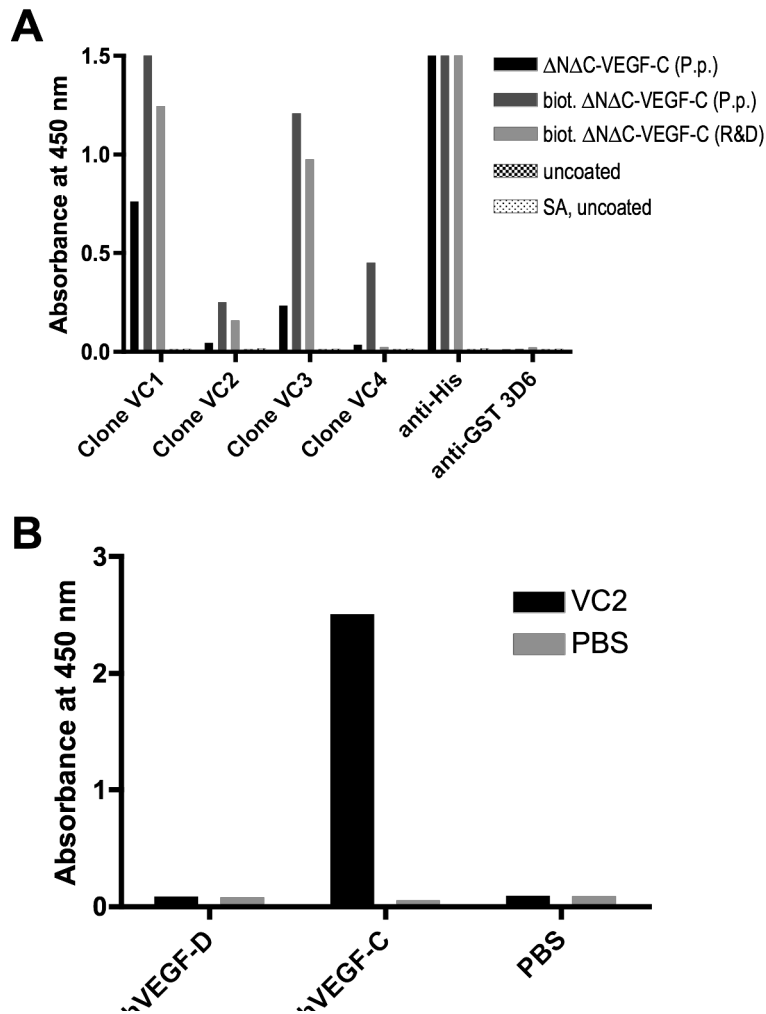 A
Absorbance at 450 nm
1.5
1.0
0.5
0.0
ΔNΔC-VEGF-C (P.p.)
biot. ΔNΔC-VEGF-C (P.p.)
biot. ΔNΔC-VEGF-C (R&D)
uncoated
SA, uncoated
Clone VC1
Clone VC2
Clone VC3
Clone VC4
anti-His
anti-GST 3D6
B
Absorbance at 450 nm
3
2
1
0
VC2
PBS
hVEGF-D
hVEGF-C
PBS